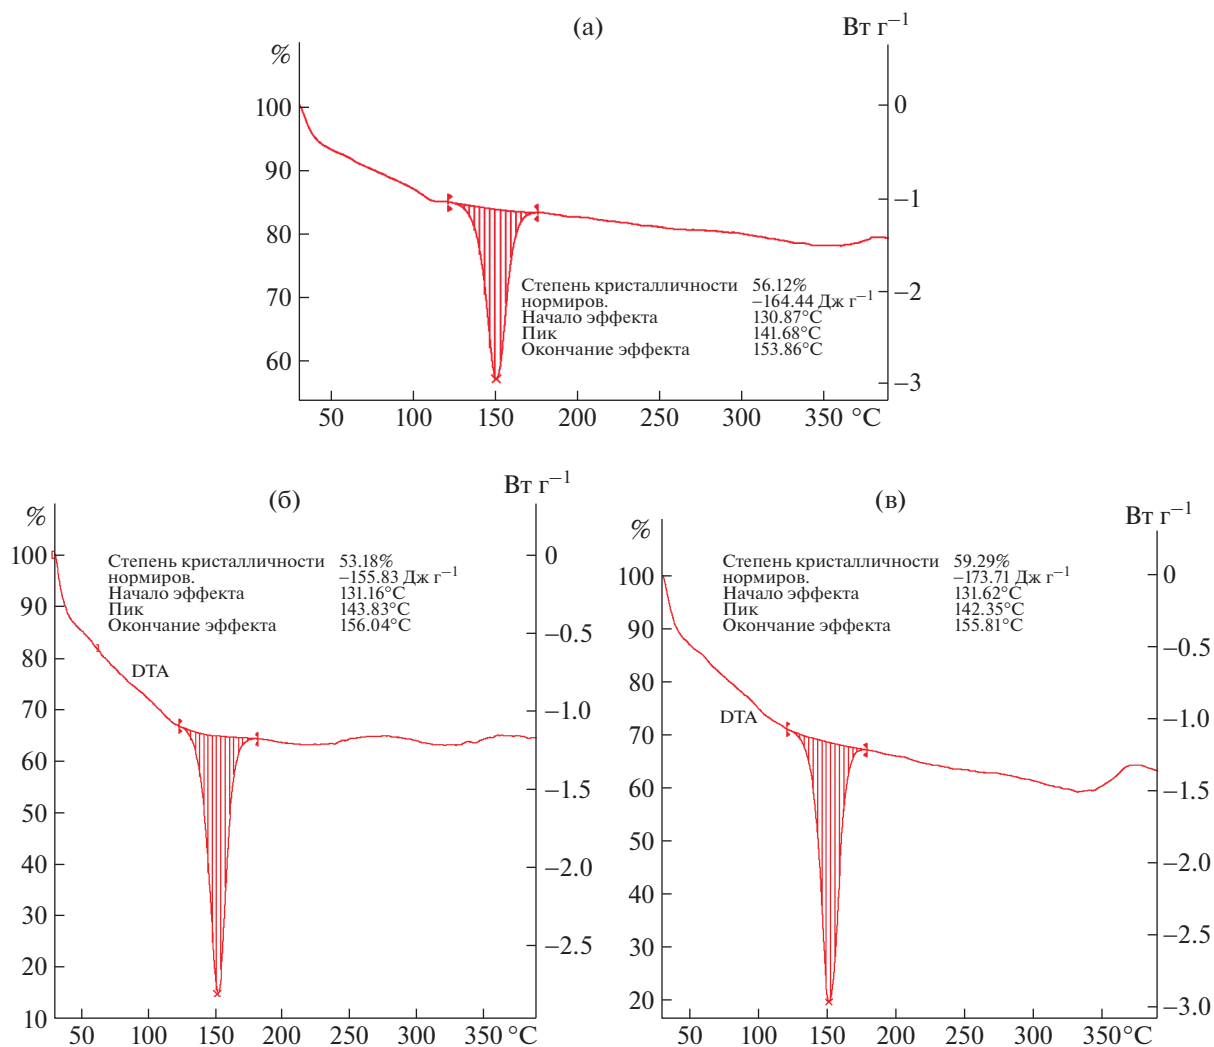 (а)
% Вт г−1
100 0
90
−1
80
Степень кристалличности 56.12%
−2
70 нормиров. −164.44 Дж г−1
Начало эффекта 130.87°C
Пик 141.68°C
Окончание эффекта 153.86°C
60
−3
50 100 150 200 250 300 350 °C
(б)
% Вт г−1
100 0
Степень кристалличности 53.18%
нормиров. −155.83 Дж г−1
Начало эффекта 131.16°C
90
Пик 143.83°C
Окончание эффекта 156.04°C
−0.5
80
DTA
70
−1.0
60
−1.5
50
40
−2.0
30
−2.5
20
10
50 100 150 200 250 300 350 °C
(в)
% Вт г−1
Степень кристалличности 59.29%
100 0
нормиров. −173.71 Дж г−1
Начало эффекта 131.62°C
Пик 142.35°C
Окончание эффекта 155.81°C
90
−0.5
80
DTA
−1.0
70
60
−1.5
50
−2.0
40
30
−2.5
20
−3.0
50 100 150 200 250 300 350°C